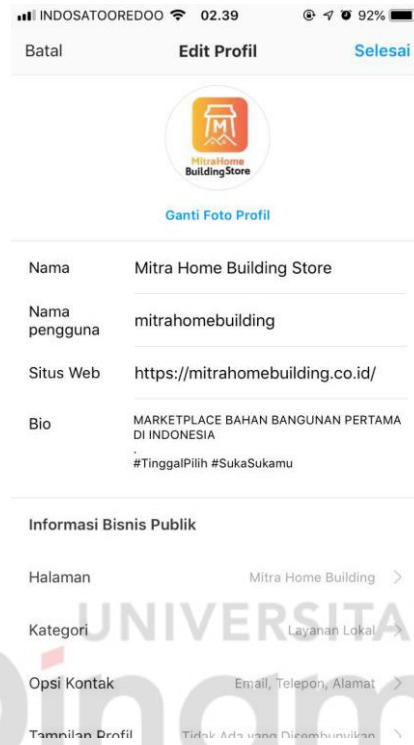 INDOSATOOREDOO 02.39 92%
Batal Edit Profil Selesai
M
MitraHome
BuildingStore
Ganti Foto Profil
Nama Mitra Home Building Store
Nama
pengguna mitrahomebuilding
Situs Web https://mitrahomebuilding.co.id/
Bio MARKETPLACE BAHAN BANGUNAN PERTAMA
DI INDONESIA
.
#TinggalPilih #SukaSukamu
Informasi Bisnis Publik
Halaman Mitra Home Building
UNIVERSITA
Kategori Layanan Lokal
Opsi Kontak Email, Telepon, Alamat
Dinam
Tampilan Profil Tidak Ada yang Disembunyikan